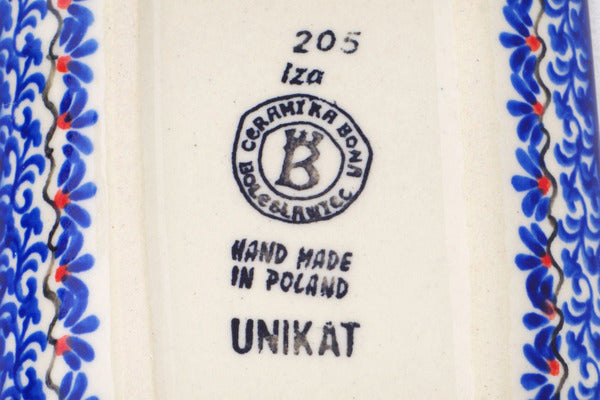 205
Iza
CERAMIKA BONA
BOLESŁAWIEC
B
HAND MADE
IN POLAND
UNIKAT